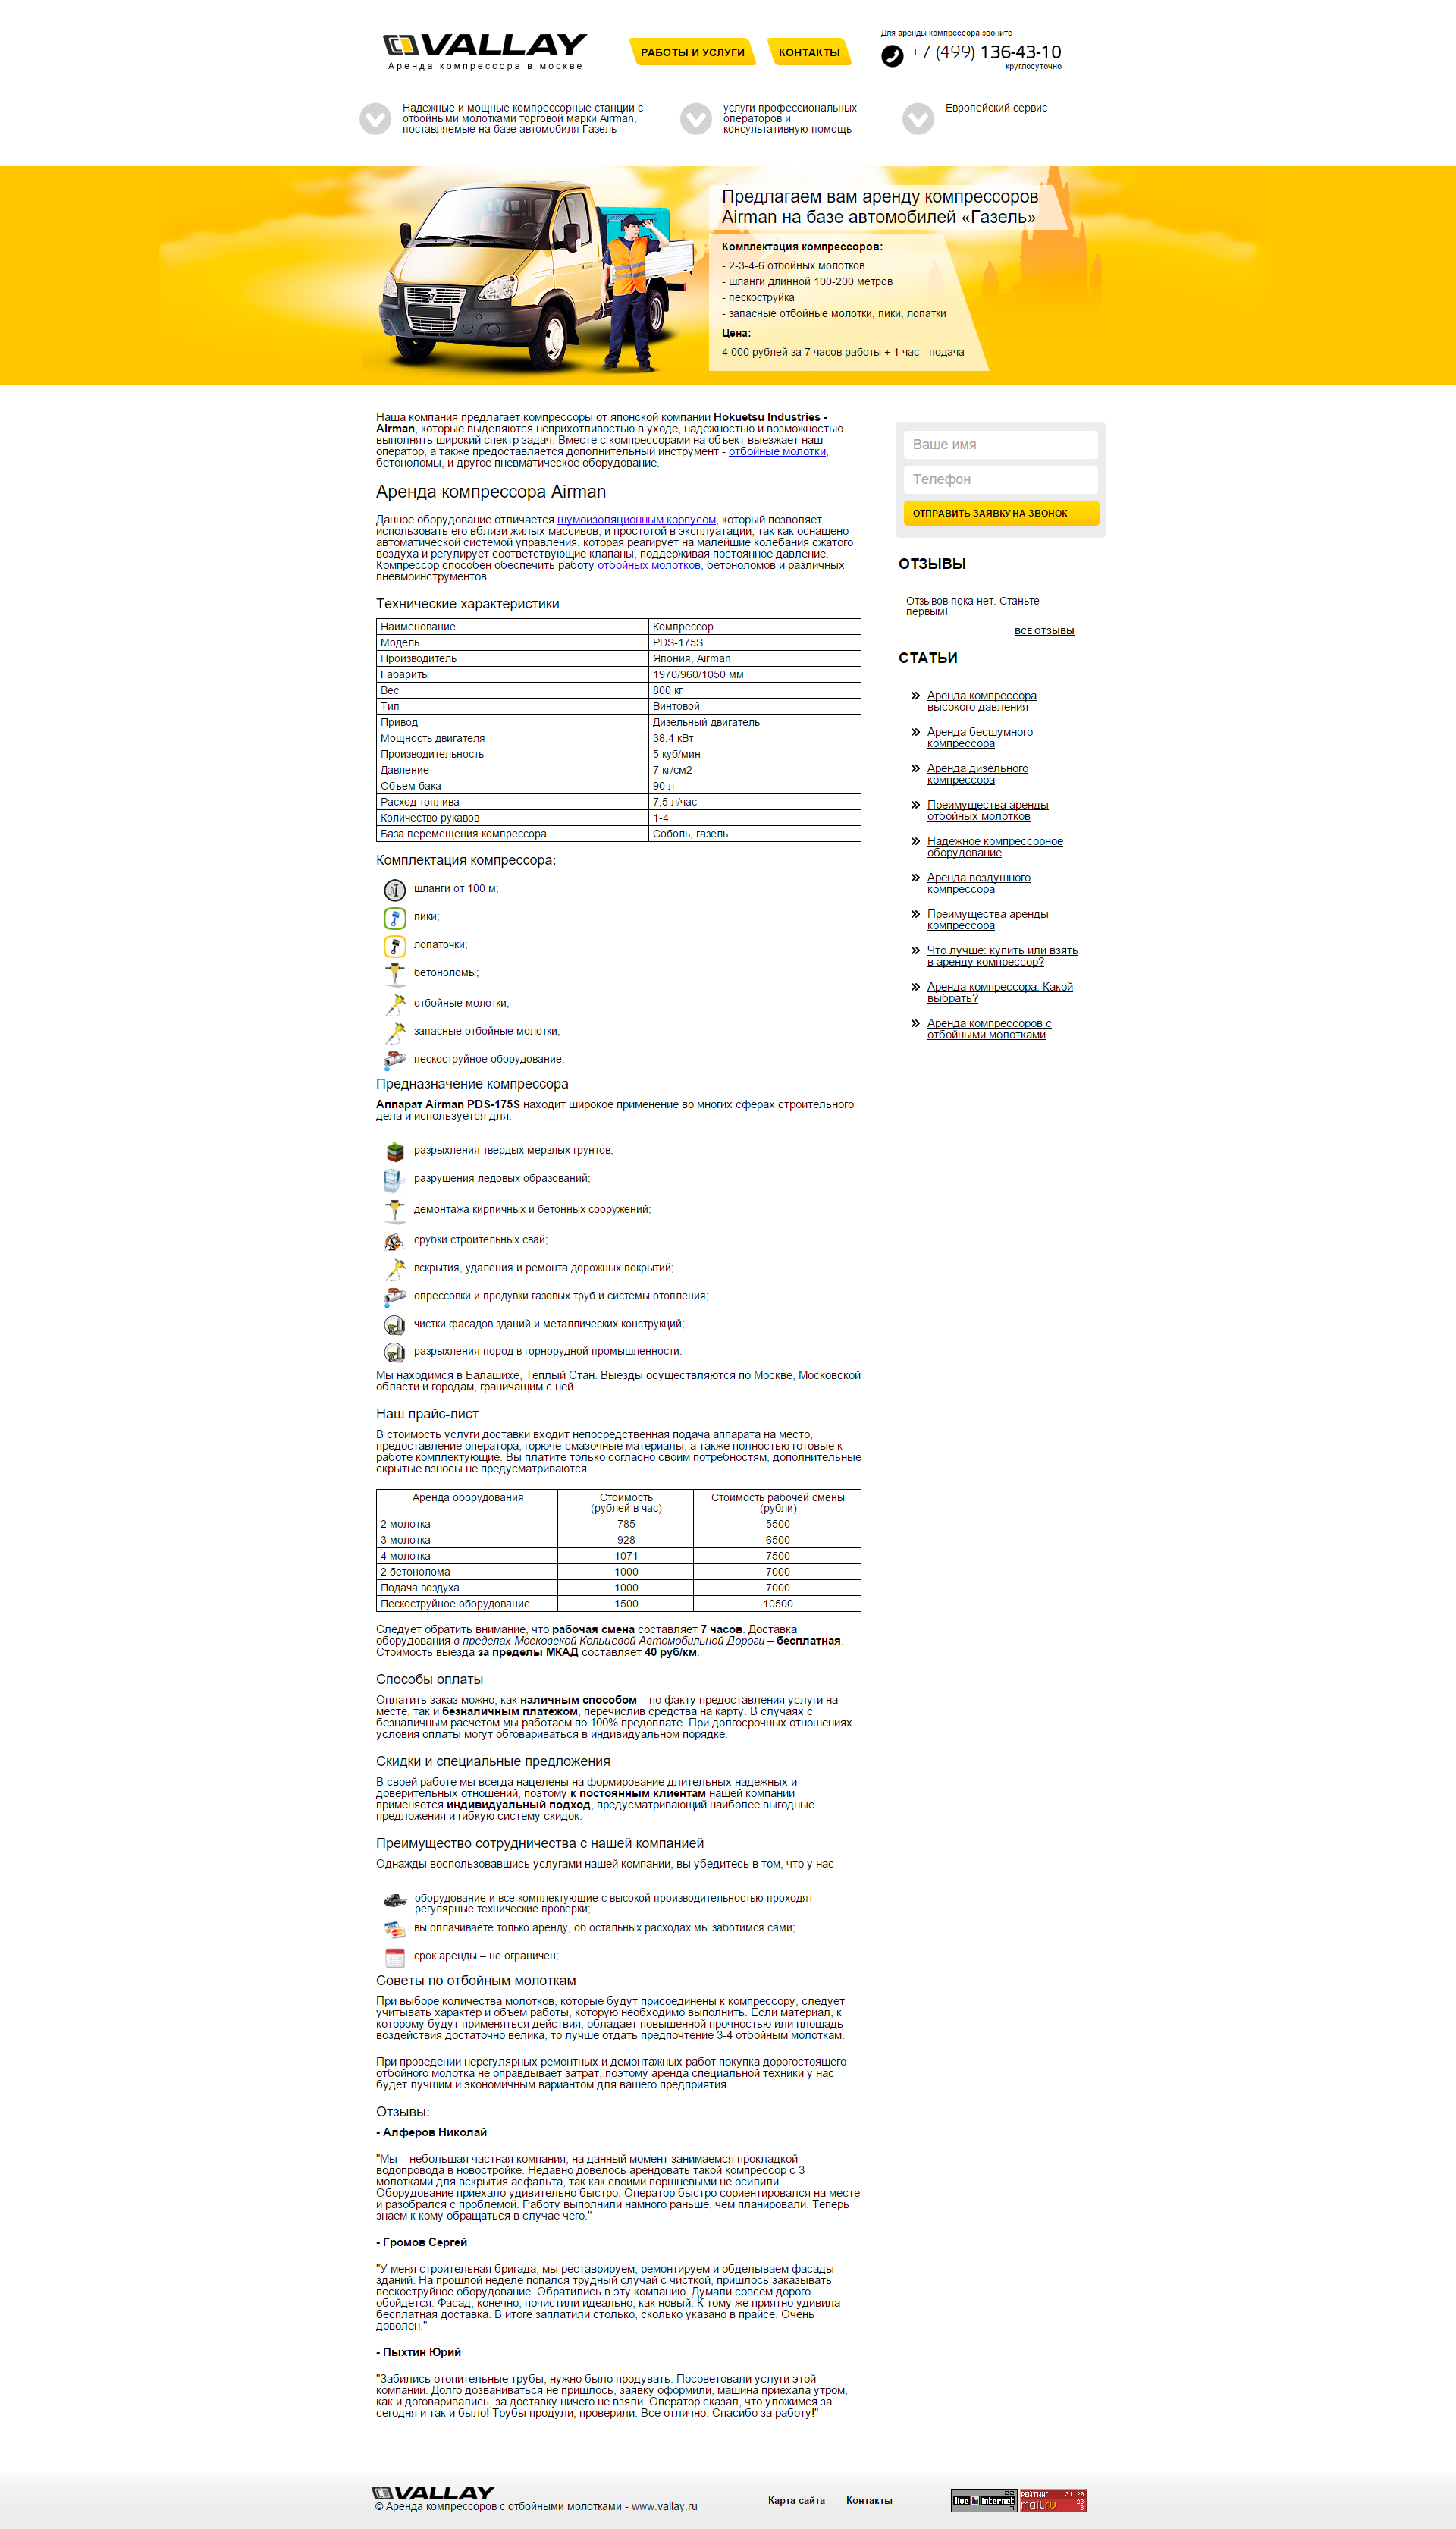 VALLAY
Аренда компрессора в москве
РАБОТЫ И УСЛУГИ
КОНТАКТЫ
Для аренды компрессора звоните
+7 (499) 136-43-10
круглосуточно
Надежные и мощные компрессорные станции с
отбойными молотками торговой марки Airman,
поставляемые на базе автомобиля Газель
услуги профессиональных
операторов и
консультативную помощь
Европейский сервис
Предлагаем вам аренду компрессоров
Airman на базе автомобилей «Газель»
Комплектация компрессоров:
- 2-3-4-6 отбойных молотков
- шланги длинной 100-200 метров
- пескоструйка
- запасные отбойные молотки, пики, лопатки
Цена:
4 000 рублей за 7 часов работы + 1 час - подача
Наша компания предлагает компрессоры от японской компании Hokuetsu Industries -
Airman, которые выделяются неприхотливостью в уходе, надежностью и возможностью
выполнять широкий спектр задач. Вместе с компрессорами на объект выезжает наш
оператор, а также предоставляется дополнительный инструмент - отбойные молотки,
бетоноломы, и другое пневматическое оборудование.
Аренда компрессора Airman
Данное оборудование отличается шумоизоляционным корпусом, который позволяет
использовать его вблизи жилых массивов, и простотой в эксплуатации, так как оснащено
автоматической системой управления, которая реагирует на малейшие колебания сжатого
воздуха и регулирует соответствующие клапаны, поддерживая постоянное давление.
Компрессор способен обеспечить работу отбойных молотков, бетоноломов и различных
пневмоинструментов.
Технические характеристики
Наименование Компрессор
Модель PDS-175S
Производитель Япония, Airman
Габариты 1970/960/1050 мм
Вес 800 кг
Тип Винтовой
Привод Дизельный двигатель
Мощность двигателя 38,4 кВт
Производительность 5 куб/мин
Давление 7 кг/см2
Объем бака 90 л
Расход топлива 7,5 л/час
Количество рукавов 1-4
База перемещения компрессора Соболь, газель
Комплектация компрессора:
шланги от 100 м;
пики;
лопаточки;
бетоноломы;
отбойные молотки;
запасные отбойные молотки;
пескоструйное оборудование.
Предназначение компрессора
Аппарат Airman PDS-175S находит широкое применение во многих сферах строительного
дела и используется для:
разрыхления твердых мерзлых грунтов;
разрушения ледовых образований;
демонтажа кирпичных и бетонных сооружений;
срубки строительных свай;
вскрытия, удаления и ремонта дорожных покрытий;
опрессовки и продувки газовых труб и системы отопления;
чистки фасадов зданий и металлических конструкций;
разрыхления пород в горнорудной промышленности.
Мы находимся в Балашихе, Теплый Стан. Выезды осуществляются по Москве, Московской
области и городам, граничащим с ней.
Наш прайс-лист
В стоимость услуги доставки входит непосредственная подача аппарата на место,
предоставление оператора, горюче-смазочные материалы, а также полностью готовые к
работе комплектующие. Вы платите только согласно своим потребностям, дополнительные
скрытые взносы не предусматриваются.
Аренда оборудования Стоимость Стоимость рабочей смены
(рублей в час) (рубли)
2 молотка 785 5500
3 молотка 928 6500
4 молотка 1071 7500
2 бетонолома 1000 7000
Подача воздуха 1000 7000
Пескоструйное оборудование 1500 10500
Следует обратить внимание, что рабочая смена составляет 7 часов. Доставка
оборудования в пределах Московской Кольцевой Автомобильной Дороги – бесплатная.
Стоимость выезда за пределы МКАД составляет 40 руб/км.
Способы оплаты
Оплатить заказ можно, как наличным способом – по факту предоставления услуги на
месте, так и безналичным платежом, перечислив средства на карту. В случаях с
безналичным расчетом мы работаем по 100% предоплате. При долгосрочных отношениях
условия оплаты могут обговариваться в индивидуальном порядке.
Скидки и специальные предложения
В своей работе мы всегда нацелены на формирование длительных надежных и
доверительных отношений, поэтому к постоянным клиентам нашей компании
применяется индивидуальный подход, предусматривающий наиболее выгодные
предложения и гибкую систему скидок.
Преимущество сотрудничества с нашей компанией
Однажды воспользовавшись услугами нашей компании, вы убедитесь в том, что у нас
оборудование и все комплектующие с высокой производительностью проходят
регулярные технические проверки;
вы оплачиваете только аренду, об остальных расходах мы заботимся сами;
срок аренды – не ограничен;
Советы по отбойным молоткам
При выборе количества молотков, которые будут присоединены к компрессору, следует
учитывать характер и объем работы, которую необходимо выполнить. Если материал, к
которому будут применяться действия, обладает повышенной прочностью или площадь
воздействия достаточно велика, то лучше отдать предпочтение 3-4 отбойным молоткам.
При проведении нерегулярных ремонтных и демонтажных работ покупка дорогостоящего
отбойного молотка не оправдывает затрат, поэтому аренда специальной техники у нас
будет лучшим и экономичным вариантом для вашего предприятия.
Отзывы:
- Алферов Николай
"Мы – небольшая частная компания, на данный момент занимаемся прокладкой
водопровода в новостройке. Недавно довелось арендовать такой компрессор с 3
молотками для вскрытия асфальта, так как своими поршневыми не осилили.
Оборудование приехало удивительно быстро. Оператор быстро сориентировался на месте
и разобрался с проблемой. Работу выполнили намного раньше, чем планировали. Теперь
знаем к кому обращаться в случае чего."
- Громов Сергей
"У меня строительная бригада, мы реставрируем, ремонтируем и обделываем фасады
зданий. На прошлой неделе попался трудный случай с чисткой, пришлось заказывать
пескоструйное оборудование. Обратились в эту компанию. Думали совсем дорого
обойдется. Фасад, конечно, почистили идеально, как новый. К тому же приятно удивила
бесплатная доставка. В итоге заплатили столько, сколько указано в прайсе. Очень
доволен."
- Пыхтин Юрий
"Забились отопительные трубы, нужно было продувать. Посоветовали услуги этой
компании. Долго дозваниваться не пришлось, заявку оформили, машина приехала утром,
как и договаривались, за доставку ничего не взяли. Оператор сказал, что уложимся за
сегодня и так и было! Трубы продули, проверили. Все отлично. Спасибо за работу!"
Ваше имя
Телефон
ОТПРАВИТЬ ЗАЯВКУ НА ЗВОНОК
ОТЗЫВЫ
Отзывов пока нет. Станьте
первым!
ВСЕ ОТЗЫВЫ
СТАТЬИ
Аренда компрессора
высокого давления
Аренда бесшумного
компрессора
Аренда дизельного
компрессора
Преимущества аренды
отбойных молотков
Надежное компрессорное
оборудование
Аренда воздушного
компрессора
Преимущества аренды
компрессора
Что лучше: купить или взять
в аренду компрессор?
Аренда компрессора: Какой
выбрать?
Аренда компрессоров с
отбойными молотками
VALLAY
© Аренда компрессоров с отбойными молотками - www.vallay.ru
Карта сайта
Контакты
live internet
РЕЙТИНГ 31129
23
mail.ru 8